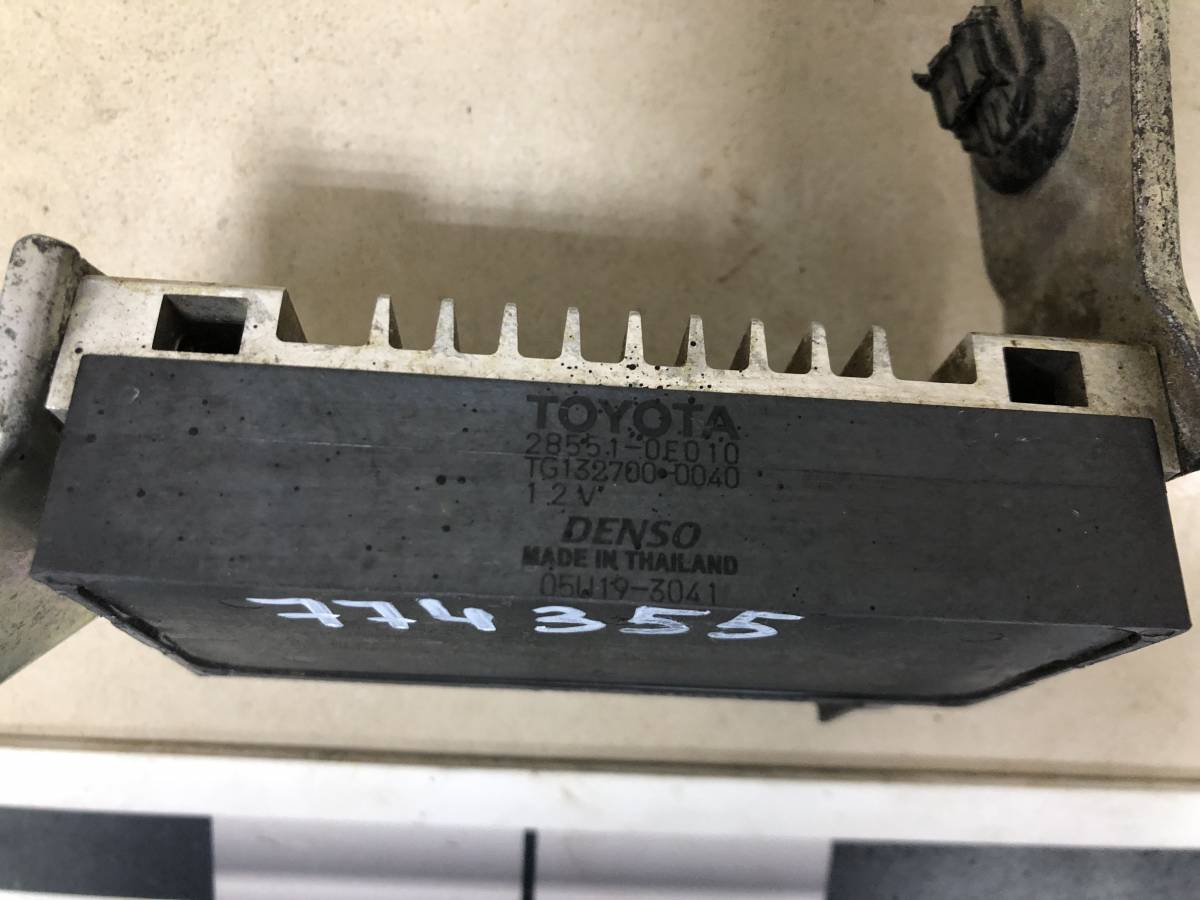 TOYOTA
28551-0E010
TG132700-0040
12V
DENSO
MADE IN THAILAND
05W19-3041
774355